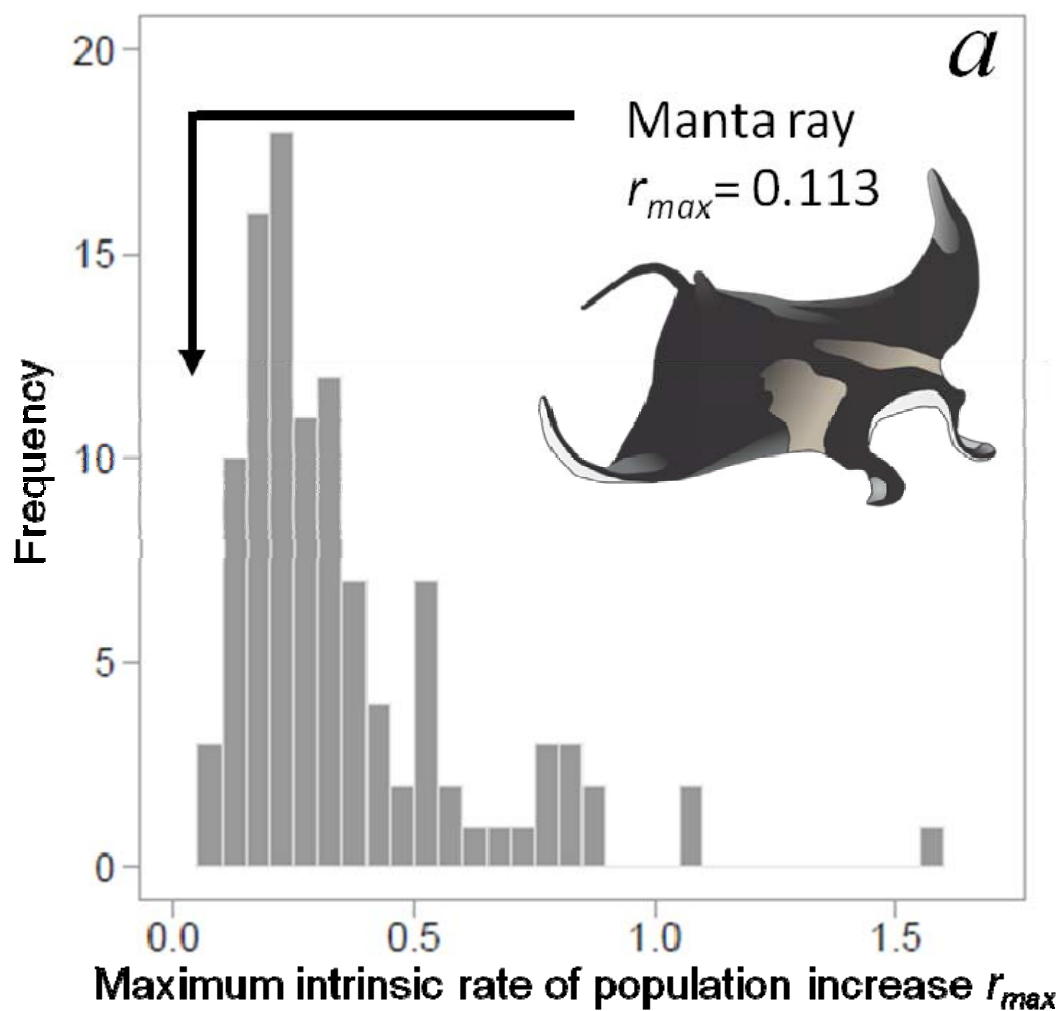 a
20
Manta ray
rmax= 0.113
15
10
5
0
Frequency
0.0 0.5 1.0 1.5
Maximum intrinsic rate of population increase rmax